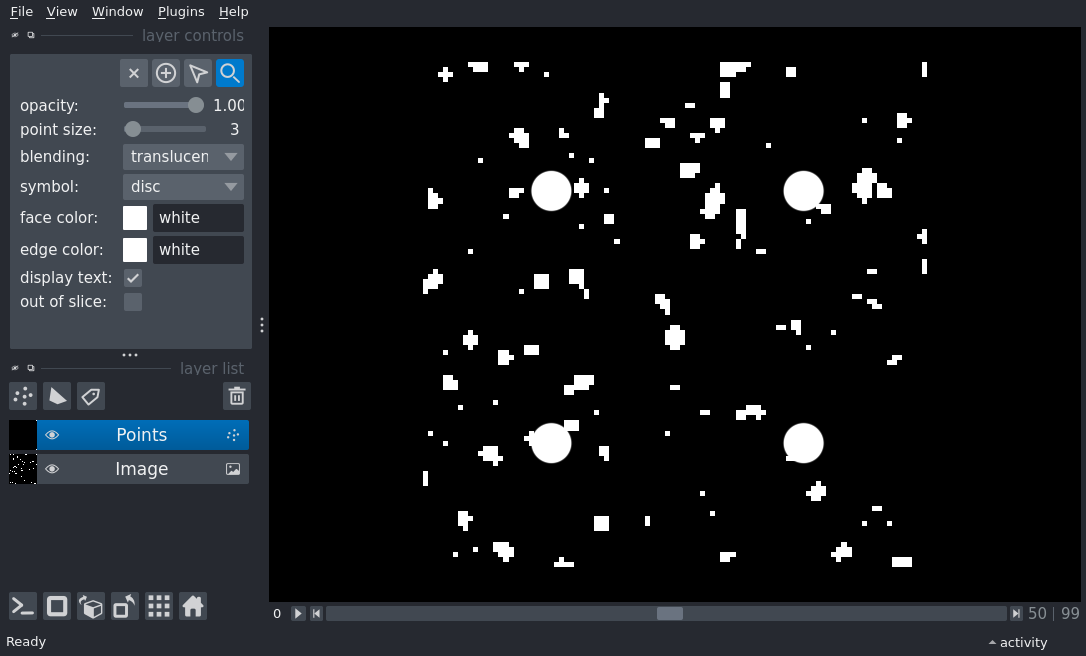 File View Window Plugins Help
layer controls
opacity: 1.00
point size: 3
blending: translucen
symbol: disc
face color: white
edge color: white
display text:
out of slice:
layer list
Points
Image
0 50 | 99
Ready activity